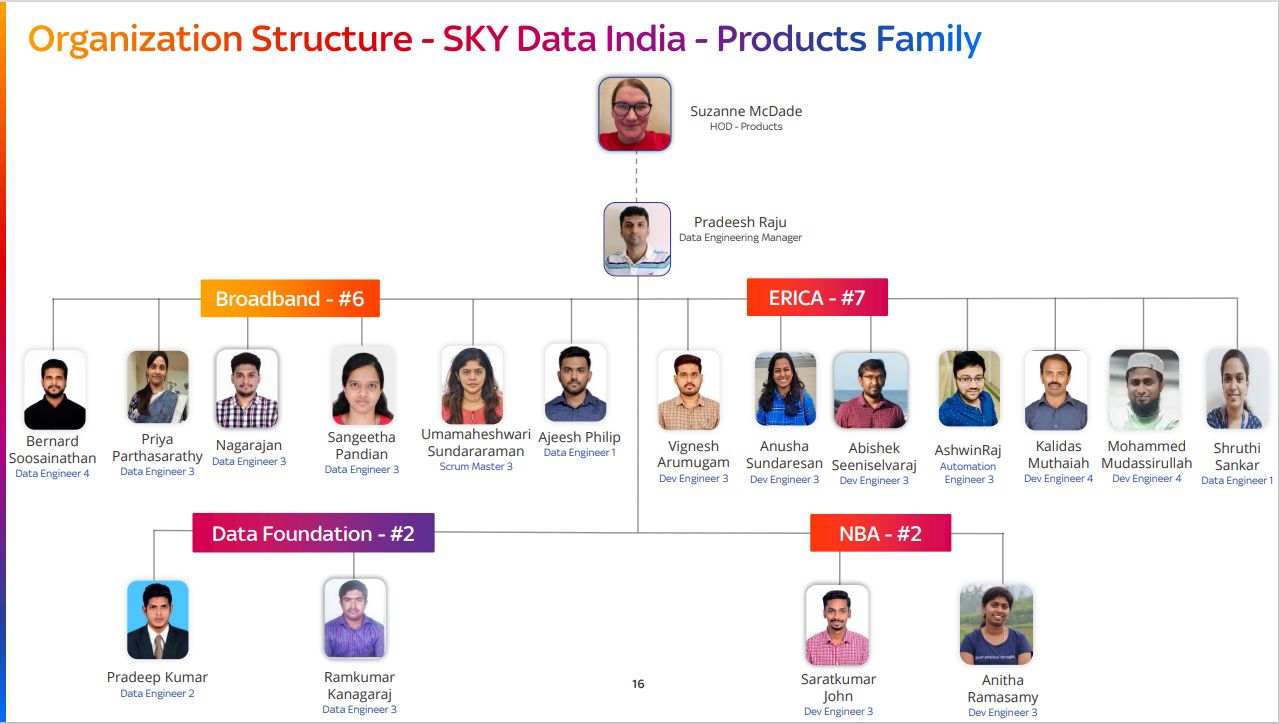 Organization Structure - SKY Data India - Products Family
Suzanne McDade
HOD - Products
Pradeesh Raju
Data Engineering Manager
Broadband - #6
ERICA - #7
Bernard
Soosainathan
Data Engineer 4
Priya
Parthasarathy
Data Engineer 3
Nagarajan
Data Engineer 3
Sangeetha
Pandian
Data Engineer 3
Umamaheshwari
Sundararaman
Scrum Master 3
Ajeesh Philip
Data Engineer 1
Vignesh
Arumugam
Dev Engineer 3
Anusha
Sundaresan
Dev Engineer 3
Abishek
Seeniselvaraj
Dev Engineer 3
AshwinRaj
Automation
Engineer 3
Kalidas
Muthaiah
Dev Engineer 4
Mohammed
Mudassirullah
Dev Engineer 4
Shruthi
Sankar
Data Engineer 1
Data Foundation - #2
NBA - #2
Pradeep Kumar
Data Engineer 2
Ramkumar
Kanagaraj
Data Engineer 3
Saratkumar
John
Dev Engineer 3
Anitha
Ramasamy
Dev Engineer 3
16